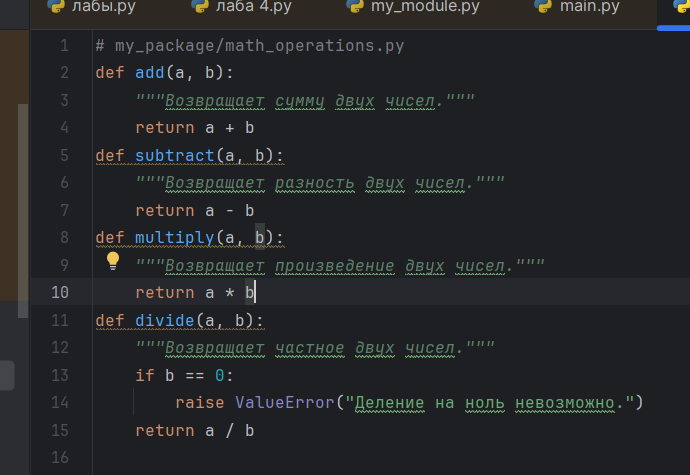 лабы.py лаба 4.py my_module.py main.py
1 # my_package/math_operations.py
2 def add(a, b):
3     """Возвращает сумму двух чисел."""
4     return a + b
5 def subtract(a, b):
6     """Возвращает разность двух чисел."""
7     return a - b
8 def multiply(a, b):
9     """Возвращает произведение двух чисел."""
10     return a * b
11 def divide(a, b):
12     """Возвращает частное двух чисел."""
13     if b == 0:
14         raise ValueError("Деление на ноль невозможно.")
15     return a / b
16